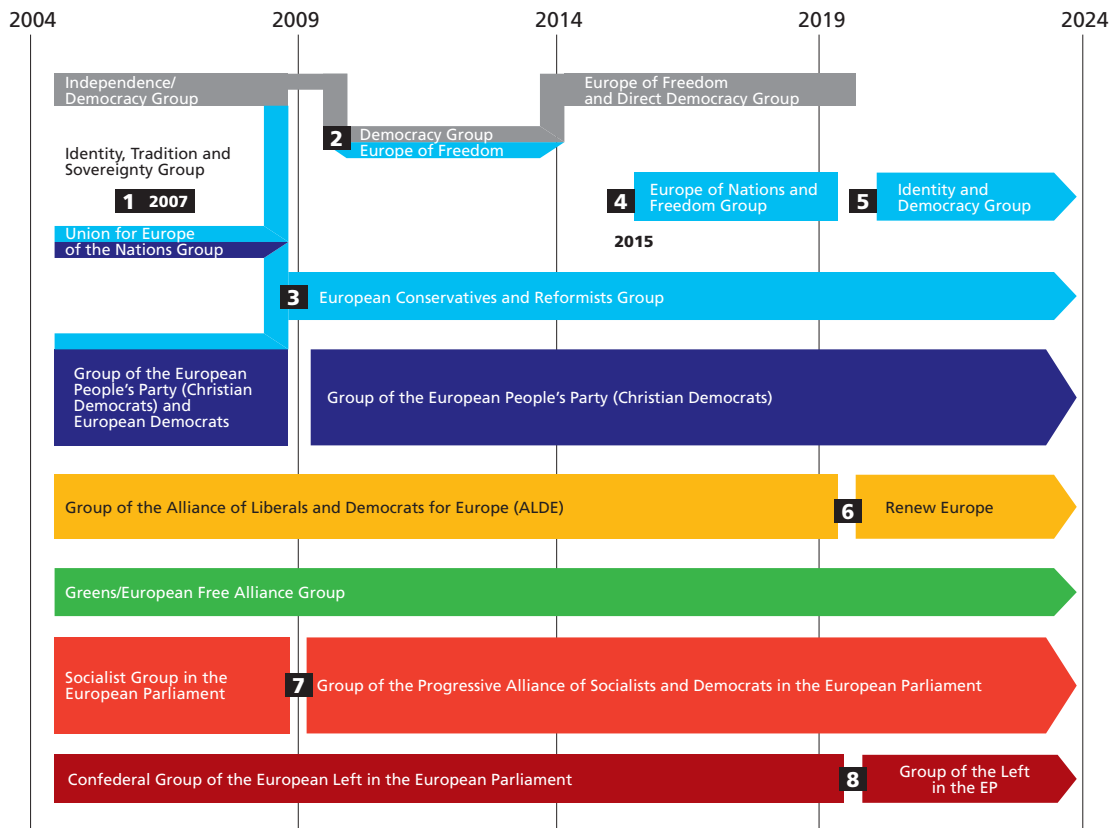 2004 2009 2014 2019 2024
Independence/
Democracy Group
Europe of Freedom
and Direct Democracy Group
2 Democracy Group
Europe of Freedom
Identity, Tradition and
Sovereignty Group
1 2007
4 Europe of Nations and
Freedom Group
2015
5 Identity and
Democracy Group
Union for Europe
of the Nations Group
3 European Conservatives and Reformists Group
Group of the European
People's Party (Christian
Democrats) and
European Democrats
Group of the European People's Party (Christian Democrats)
Group of the Alliance of Liberals and Democrats for Europe (ALDE)
6 Renew Europe
Greens/European Free Alliance Group
Socialist Group in the
European Parliament
7 Group of the Progressive Alliance of Socialists and Democrats in the European Parliament
Confederal Group of the European Left in the European Parliament
8 Group of the Left
in the EP